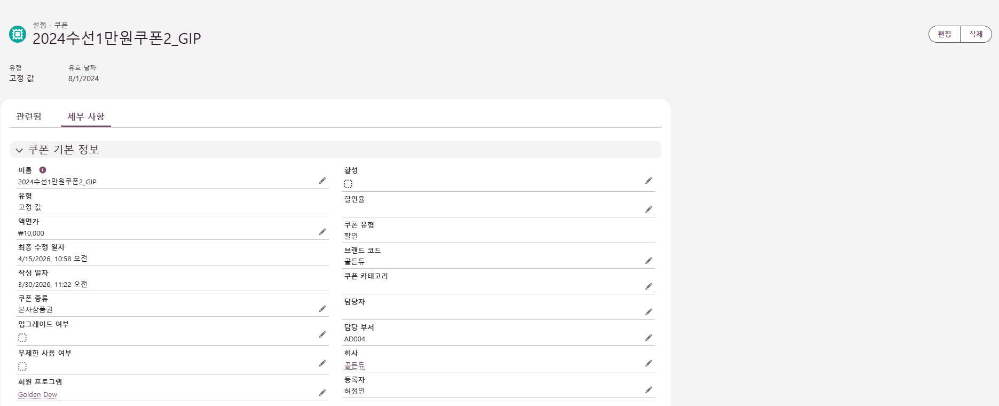 설정 - 쿠폰
2024수선1만원쿠폰2_GIP
편집
삭제
유형
고정 값
유효 날짜
8/1/2024
관련됨
세부 사항
쿠폰 기본 정보
이름
2024수선1만원쿠폰2_GIP
유형
고정 값
액면가
₩10,000
최종 수정 일자
4/15/2026, 10:58 오전
작성 일자
3/30/2026, 11:22 오전
쿠폰 종류
본사상품권
업그레이드 여부
무제한 사용 여부
회원 프로그램
Golden Dew
활성
할인율
쿠폰 유형
할인
브랜드 코드
골든듀
쿠폰 카테고리
담당자
담당 부서
AD004
회사
골든듀
등록자
허정인